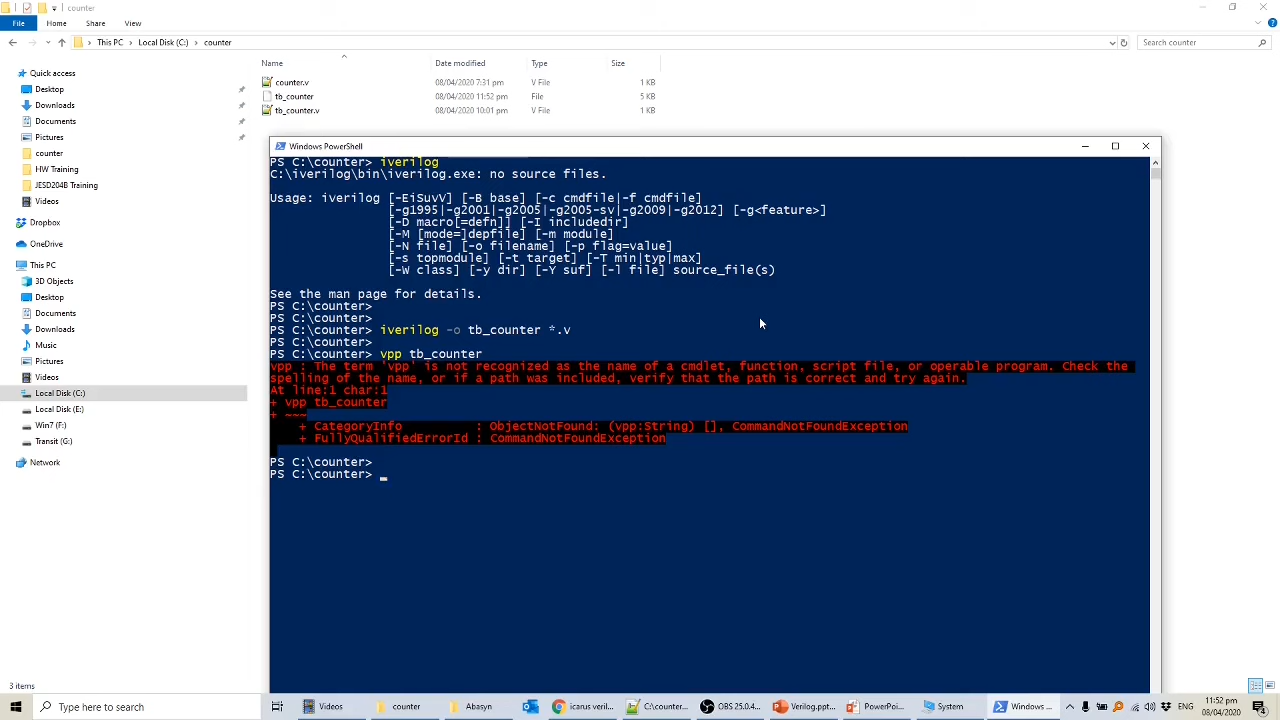 counter
File Home Share View
This PC Local Disk (C:) counter
Search counter
Name Date modified Type Size
counter.v 08/04/2020 7:31 pm V File 1 KB
tb_counter 08/04/2020 11:52 pm File 5 KB
tb_counter.v 08/04/2020 10:01 pm V File 1 KB
Quick access
Desktop
Downloads
Documents
Pictures
counter
HW Training
JESD204B Training
Videos
Dropbox
OneDrive
This PC
3D Objects
Desktop
Documents
Downloads
Music
Pictures
Videos
Local Disk (C:)
Local Disk (E:)
Win7 (F:)
Transit (G:)
Network
3 items
Windows PowerShell
PS C:\counter> iverilog
C:\iverilog\bin\iverilog.exe: no source files.
Usage: iverilog [-EiSuvV] [-B base] [-c cmdfile|-f cmdfile]
[-g1995|-g2001|-g2005|-g2005-sv|-g2009|-g2012] [-g<feature>]
[-D macro[=defn]] [-I includedir]
[-M [mode=]depfile] [-m module]
[-N file] [-o filename] [-p flag=value]
[-s topmodule] [-t target] [-T min|typ|max]
[-W class] [-y dir] [-Y suf] [-l file] source_file(s)
See the man page for details.
PS C:\counter>
PS C:\counter>
PS C:\counter> iverilog -o tb_counter *.v
PS C:\counter>
PS C:\counter> vpp tb_counter
vpp : The term 'vpp' is not recognized as the name of a cmdlet, function, script file, or operable program. Check the
spelling of the name, or if a path was included, verify that the path is correct and try again.
At line:1 char:1
+ vpp tb_counter
+ ~~~
+ CategoryInfo : ObjectNotFound: (vpp:String) [], CommandNotFoundException
+ FullyQualifiedErrorId : CommandNotFoundException
PS C:\counter>
PS C:\counter>
Type here to search
Videos
counter
Abasyn
icarus veril...
C:\counter...
OBS 25.0.4...
Verilog.ppt...
PowerPoi...
System
Windows ...
ENG
11:52 pm
08/04/2020